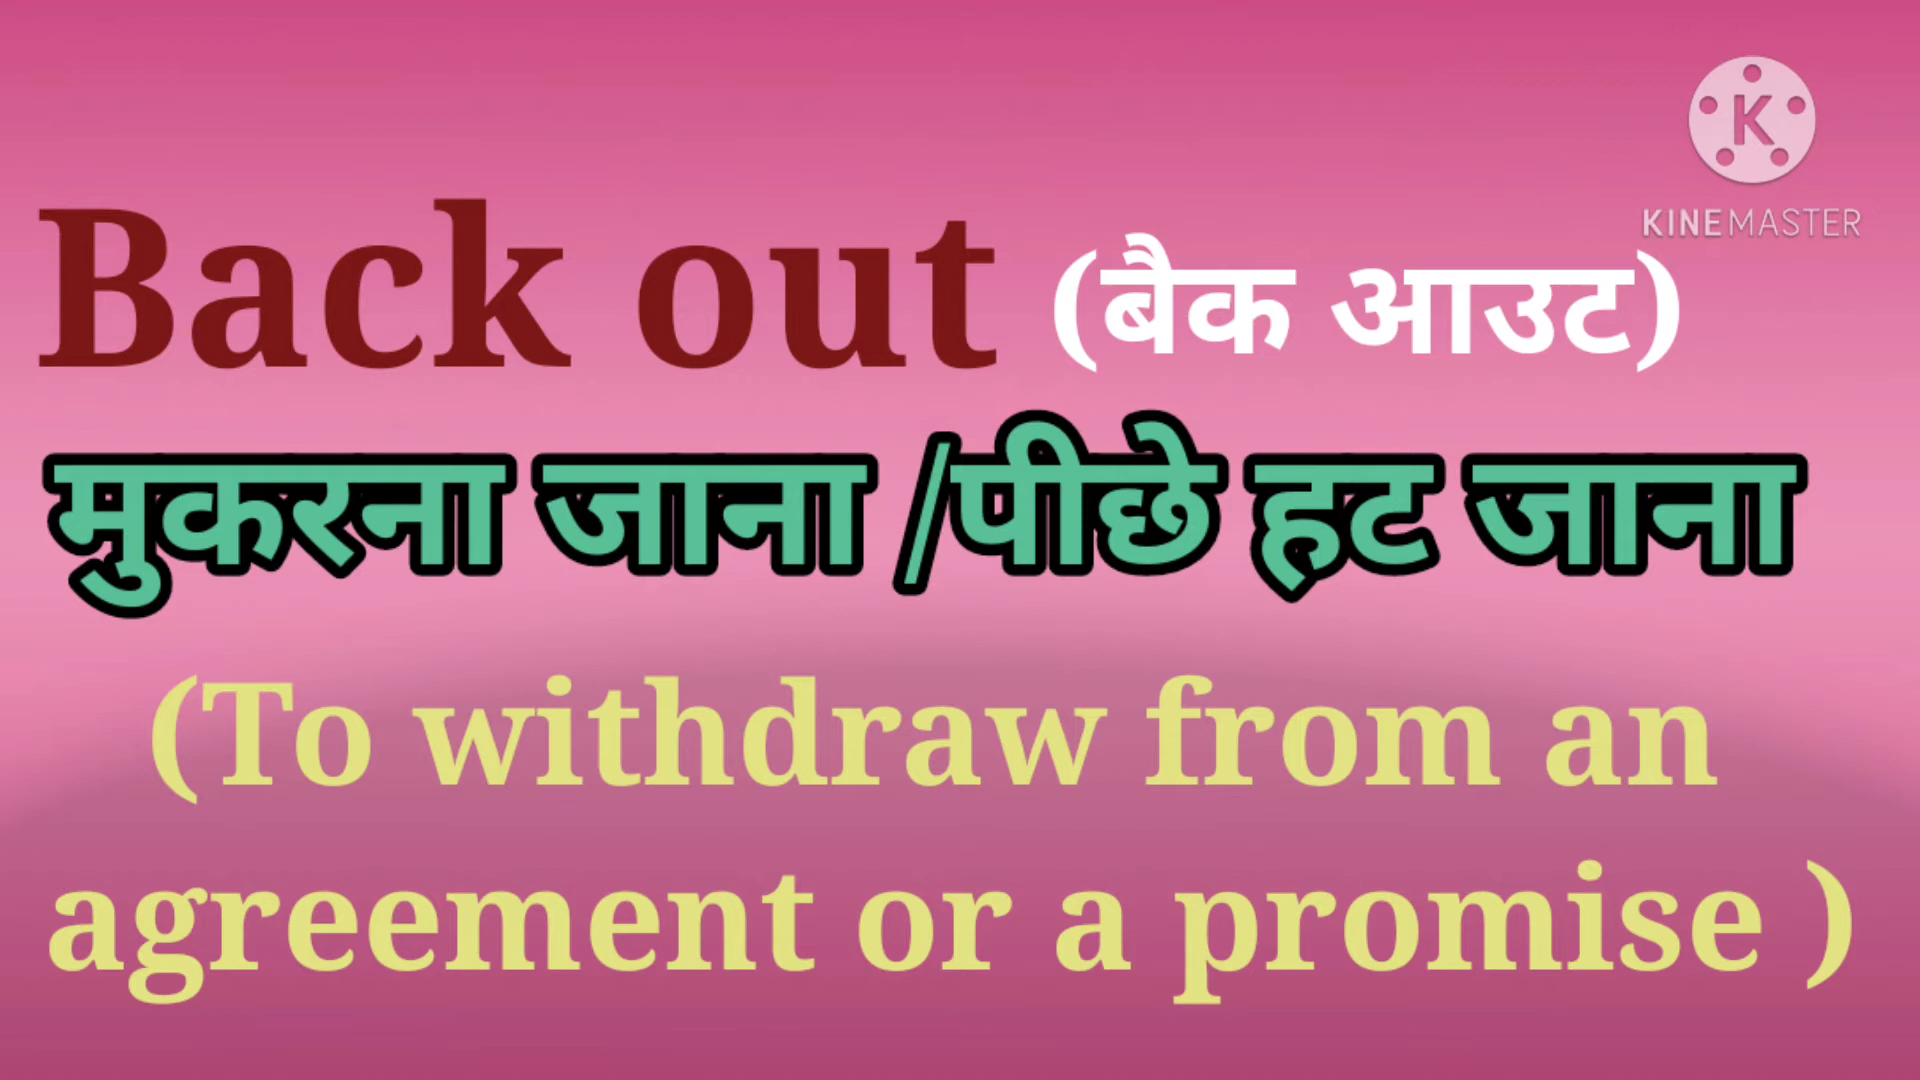 K
KINEMASTER
Back out (बैक आउट)
मुकरना जाना /पीछे हट जाना
(To withdraw from an
agreement or a promise )